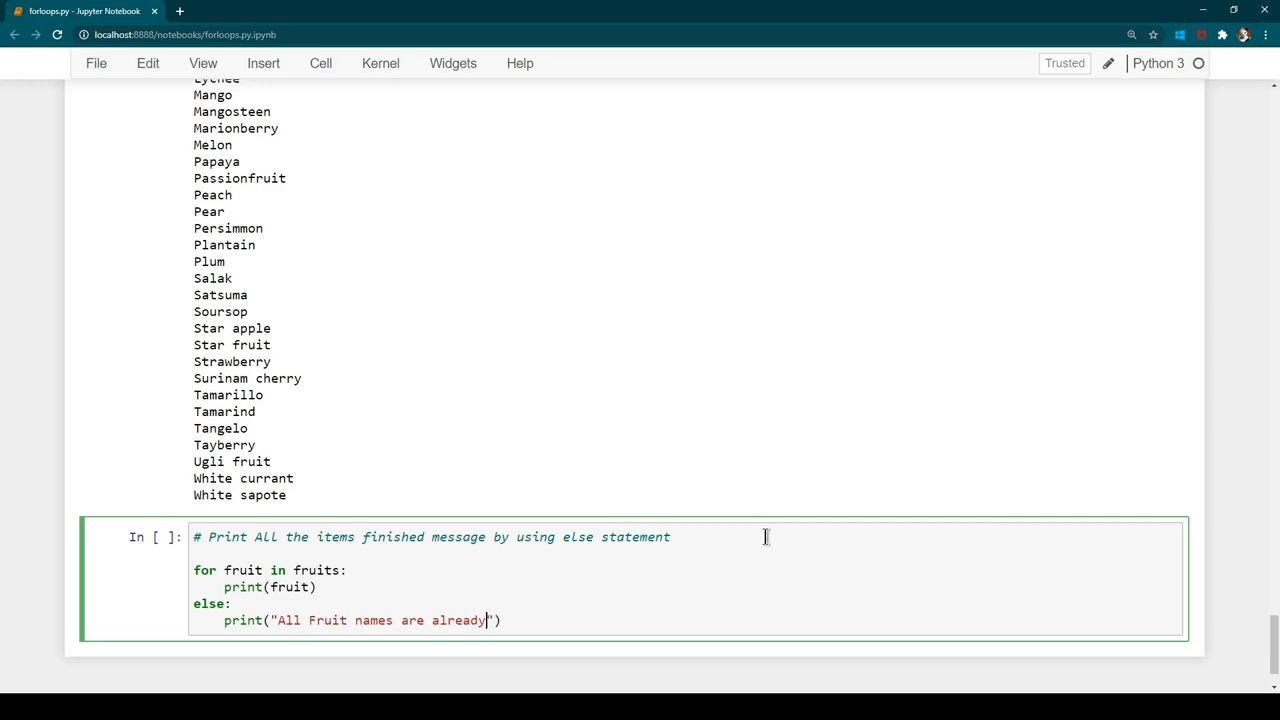 forloops.py - Jupyter Notebook
localhost:8888/notebooks/forloops.py.ipynb
File Edit View Insert Cell Kernel Widgets Help Trusted Python 3
Lychee
Mango
Mangosteen
Marionberry
Melon
Papaya
Passionfruit
Peach
Pear
Persimmon
Plantain
Plum
Salak
Satsuma
Soursop
Star apple
Star fruit
Strawberry
Surinam cherry
Tamarillo
Tamarind
Tangelo
Tayberry
Ugli fruit
White currant
White sapote
In [ ]: # Print All the items finished message by using else statement
for fruit in fruits:
    print(fruit)
else:
    print("All Fruit names are already")